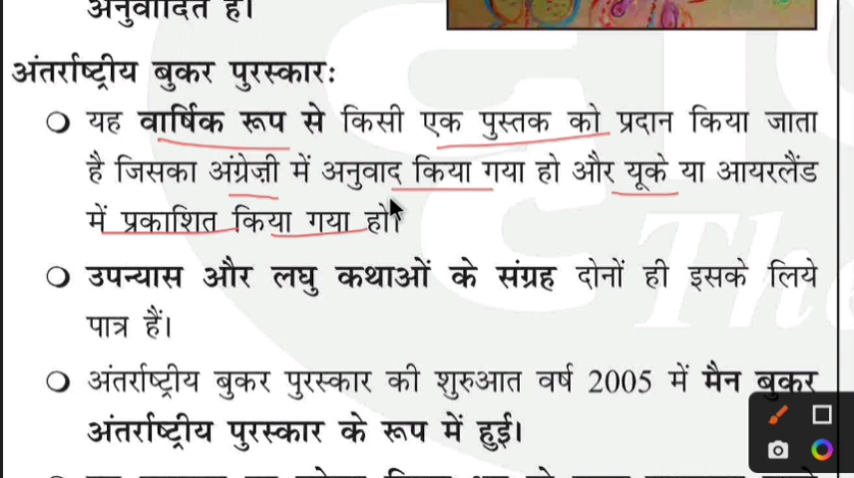 अनुवादित है।
अंतर्राष्ट्रीय बुकर पुरस्कार:
यह वार्षिक रूप से किसी एक पुस्तक को प्रदान किया जाता
है जिसका अंग्रेज़ी में अनुवाद किया गया हो और यूके या आयरलैंड
में प्रकाशित किया गया हो।
उपन्यास और लघु कथाओं के संग्रह दोनों ही इसके लिये
पात्र हैं।
अंतर्राष्ट्रीय बुकर पुरस्कार की शुरुआत वर्ष 2005 में मैन बुकर
अंतर्राष्ट्रीय पुरस्कार के रूप में हुई।
The